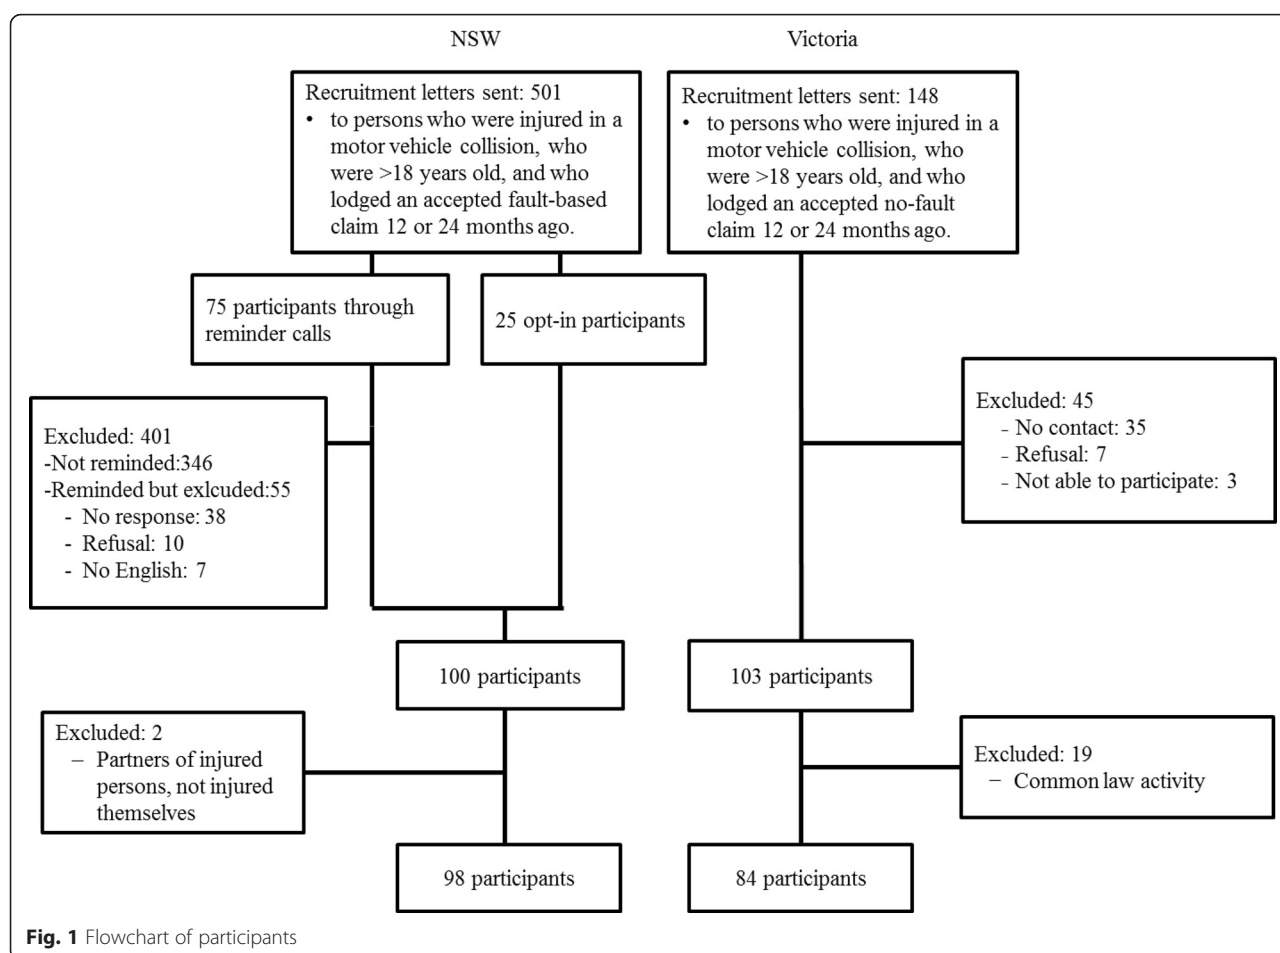 NSW
Victoria
Recruitment letters sent: 501
• to persons who were injured in a
motor vehicle collision, who
were >18 years old, and who
lodged an accepted fault-based
claim 12 or 24 months ago.
Recruitment letters sent: 148
• to persons who were injured in a
motor vehicle collision, who
were >18 years old, and who
lodged an accepted no-fault
claim 12 or 24 months ago.
75 participants through
reminder calls
25 opt-in participants
Excluded: 401
-Not reminded:346
-Reminded but exlcuded:55
- No response: 38
- Refusal: 10
- No English: 7
Excluded: 45
- No contact: 35
- Refusal: 7
- Not able to participate: 3
100 participants
103 participants
Excluded: 2
– Partners of injured
persons, not injured
themselves
Excluded: 19
– Common law activity
98 participants
84 participants
Fig. 1 Flowchart of participants